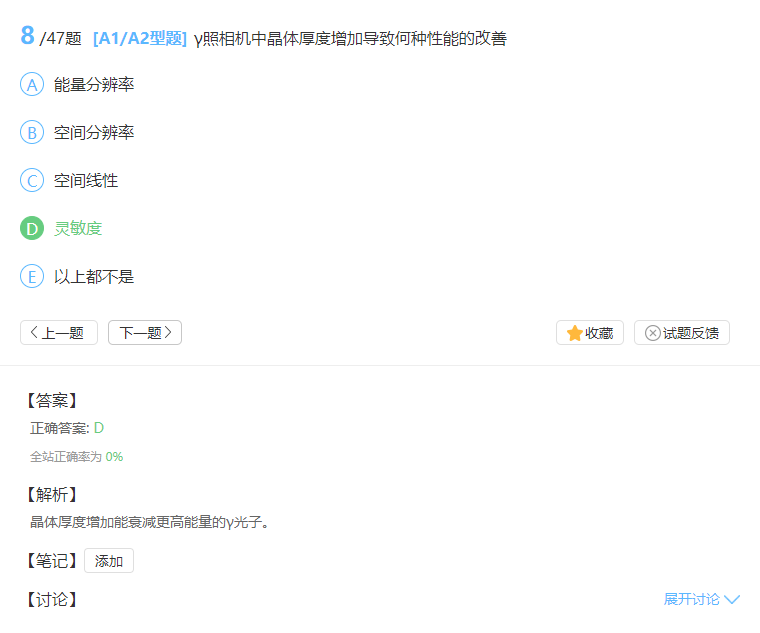 8/47题 [A1/A2型题] γ照相机中晶体厚度增加导致何种性能的改善
A 能量分辨率
B 空间分辨率
C 空间线性
D 灵敏度
E 以上都不是
上一题 下一题 收藏 试题反馈
【答案】
正确答案: D
全站正确率为 0%
【解析】
晶体厚度增加能衰减更高能量的γ光子。
【笔记】 添加
【讨论】 展开讨论